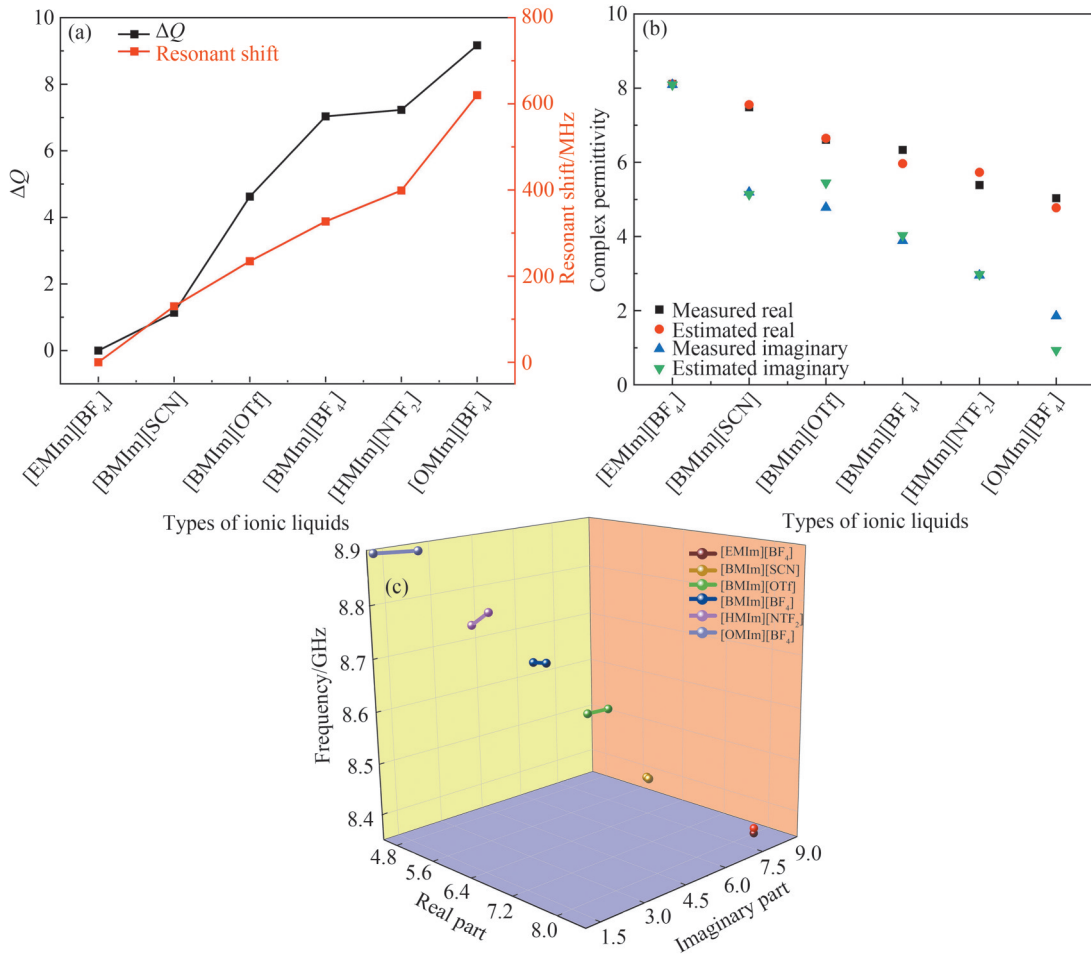 (a)
ΔQ
Resonant shift
10
8
6
4
2
0
ΔQ
800
600
400
200
0
Resonant shift/MHz
[EMIm][BF₄]
[BMIm][SCN]
[BMIm][OTf]
[BMIm][BF₄]
[HMIm][NTF₂]
[OMIm][BF₄]
Types of ionic liquids
(b)
10
8
6
4
2
0
Complex permittivity
Measured real
Estimated real
Measured imaginary
Estimated imaginary
[EMIm][BF₄]
[BMIm][SCN]
[BMIm][OTf]
[BMIm][BF₄]
[HMIm][NTF₂]
[OMIm][BF₄]
Types of ionic liquids
(c)
[EMIm][BF₄]
[BMIm][SCN]
[BMIm][OTf]
[BMIm][BF₄]
[HMIm][NTF₂]
[OMIm][BF₄]
8.9
8.8
8.7
8.6
8.5
8.4
Frequency/GHz
4.8
5.6
6.4
7.2
8.0
Real part
1.5
3.0
4.5
6.0
7.5
9.0
Imaginary part